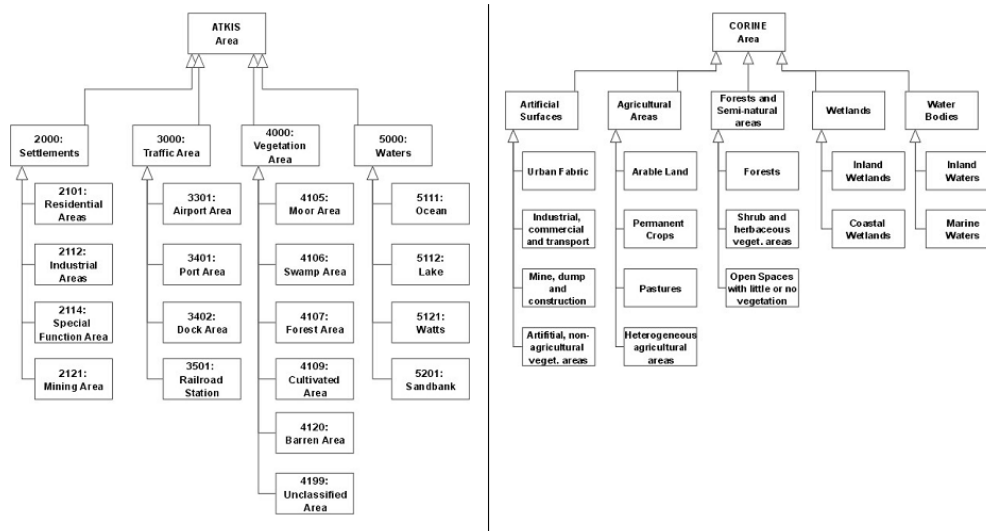 ATKIS
Area
2000:
Settlements
2101:
Residential
Areas
2112:
Industrial
Areas
2114:
Special
Function Area
2121:
Mining Area
3000:
Traffic Area
3301:
Airport Area
3401:
Port Area
3402:
Dock Area
3501:
Railroad
Station
4000:
Vegetation
Area
4105:
Moor Area
4106:
Swamp Area
4107:
Forest Area
4109:
Cultivated
Area
4120:
Barren Area
4199:
Unclassified
Area
5000:
Waters
5111:
Ocean
5112:
Lake
5121:
Watts
5201:
Sandbank
CORINE
Area
Artificial
Surfaces
Urban Fabric
Industrial,
commercial
and transport
Mine, dump
and
construction
Artifitial, non-
agricultural
veget. areas
Agricultural
Areas
Arable Land
Permanent
Crops
Pastures
Heterogeneous
agricultural
areas
Forests and
Semi-natural
areas
Forests
Shrub and
herbaceous
veget. areas
Open Spaces
with little or no
vegetation
Wetlands
Inland
Wetlands
Coastal
Wetlands
Water
Bodies
Inland
Waters
Marine
Waters